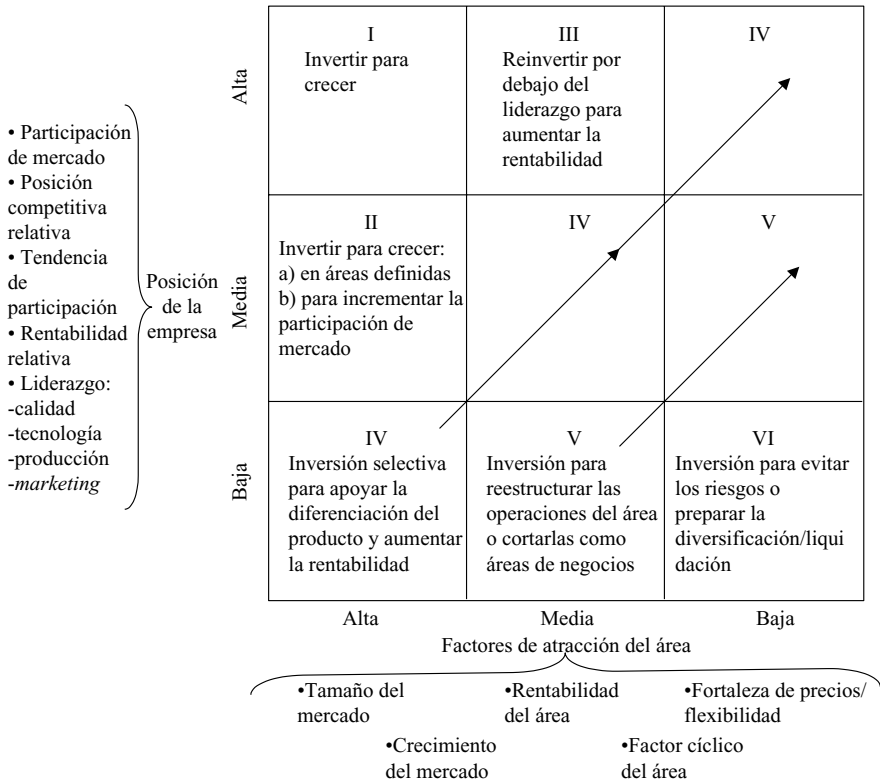 • Participación
de mercado
• Posición
competitiva
relativa
• Tendencia
de
participación
• Rentabilidad
relativa
• Liderazgo:
-calidad
-tecnología
-producción
-marketing
Posición
de la
empresa
Alta
I
Invertir para
crecer
III
Reinvertir por
debajo del
liderazgo para
aumentar la
rentabilidad
IV
Media
II
Invertir para crecer:
a) en áreas definidas
b) para incrementar la
participación de
mercado
IV
V
Baja
IV
Inversión selectiva
para apoyar la
diferenciación del
producto y aumentar
la rentabilidad
V
Inversión para
reestructurar las
operaciones del área
o cortarlas como
áreas de negocios
VI
Inversión para evitar
los riesgos o
preparar la
diversificación/liqui
dación
Alta
Media
Baja
Factores de atracción del área
•Tamaño del
mercado
•Rentabilidad
del área
•Fortaleza de precios/
flexibilidad
•Crecimiento
del mercado
•Factor cíclico
del área